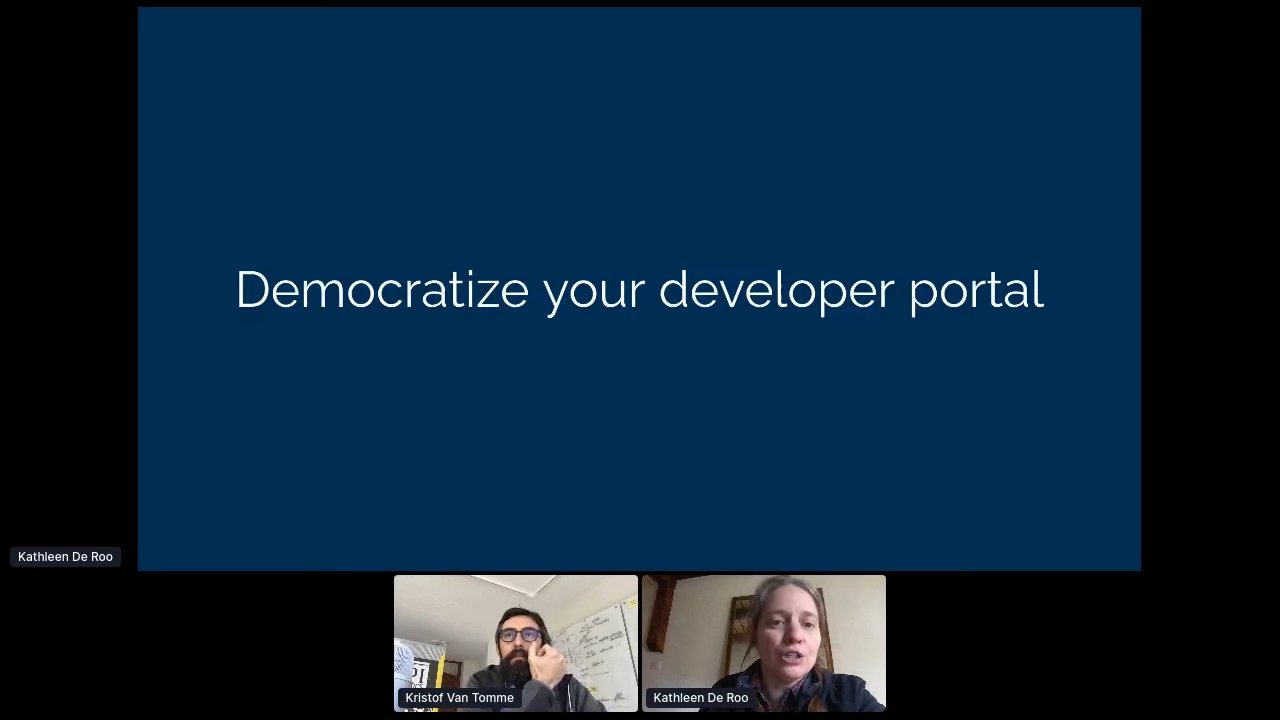 Democratize your developer portal
Kathleen De Roo
Kristof Van Tomme
Kathleen De Roo